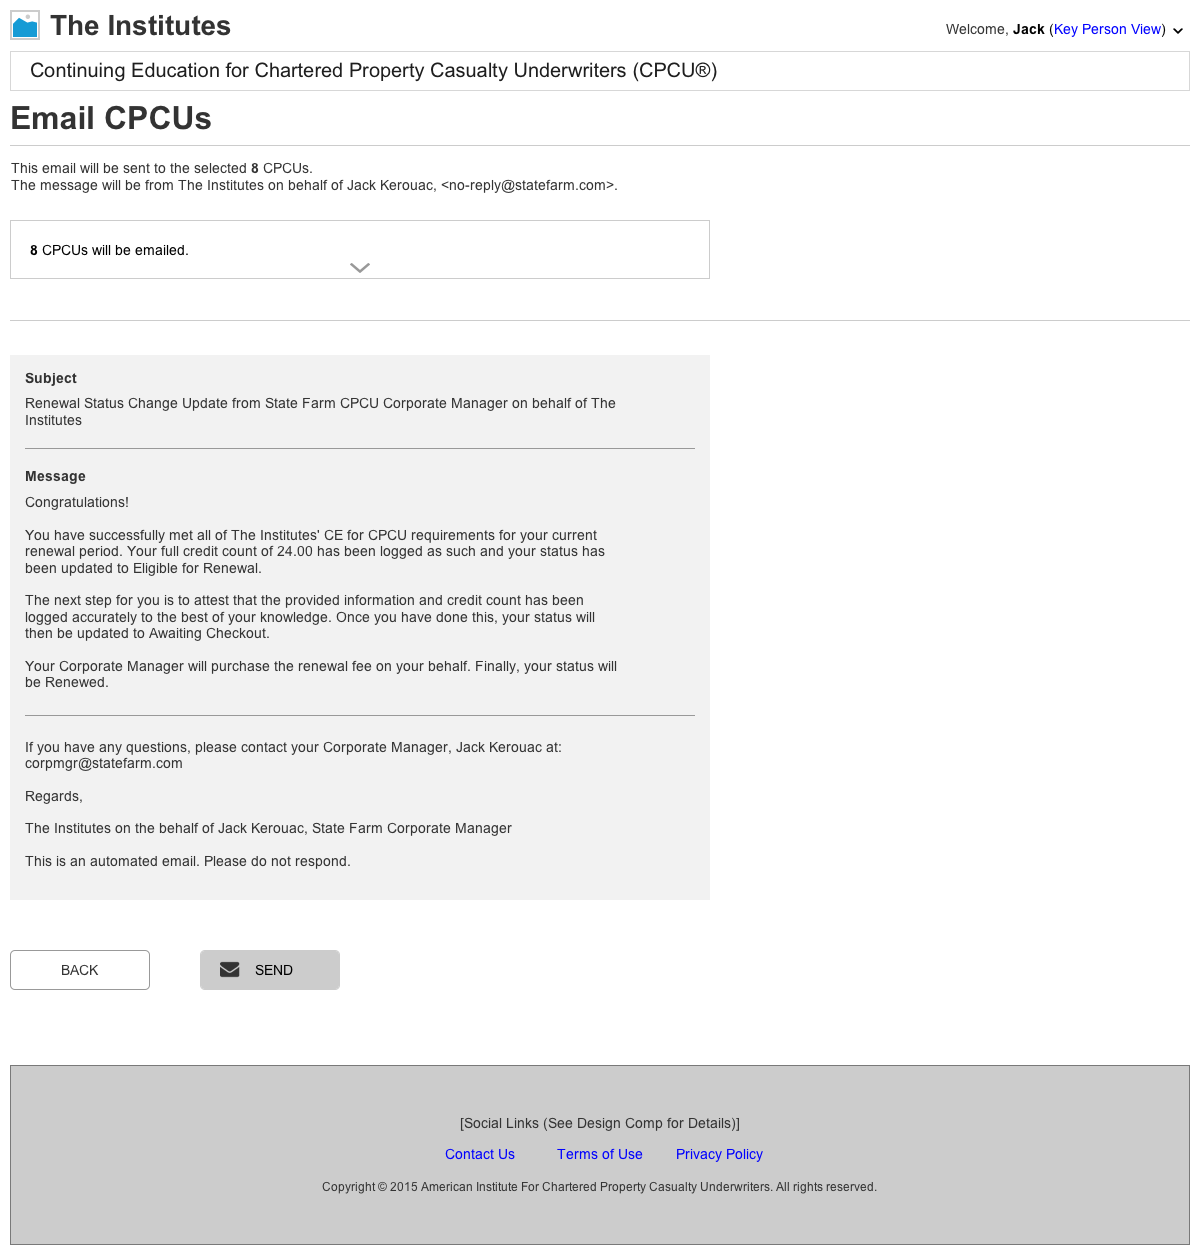 The Institutes
Welcome, Jack (Key Person View)
Continuing Education for Chartered Property Casualty Underwriters (CPCU®)
Email CPCUs
This email will be sent to the selected 8 CPCUs.
The message will be from The Institutes on behalf of Jack Kerouac, <no-reply@statefarm.com>.
8 CPCUs will be emailed.
Subject
Renewal Status Change Update from State Farm CPCU Corporate Manager on behalf of The
Institutes
Message
Congratulations!
You have successfully met all of The Institutes' CE for CPCU requirements for your current
renewal period. Your full credit count of 24.00 has been logged as such and your status has
been updated to Eligible for Renewal.
The next step for you is to attest that the provided information and credit count has been
logged accurately to the best of your knowledge. Once you have done this, your status will
then be updated to Awaiting Checkout.
Your Corporate Manager will purchase the renewal fee on your behalf. Finally, your status will
be Renewed.
If you have any questions, please contact your Corporate Manager, Jack Kerouac at:
corpmgr@statefarm.com
Regards,
The Institutes on the behalf of Jack Kerouac, State Farm Corporate Manager
This is an automated email. Please do not respond.
BACK
SEND
[Social Links (See Design Comp for Details)]
Contact Us Terms of Use Privacy Policy
Copyright © 2015 American Institute For Chartered Property Casualty Underwriters. All rights reserved.